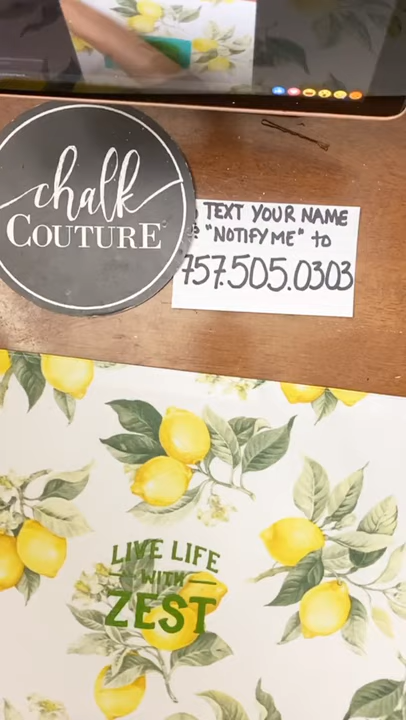 chalk
COUTURE
TEXT YOUR NAME
"NOTIFY ME" to
757.505.0303
LIVE LIFE
WITH
ZEST